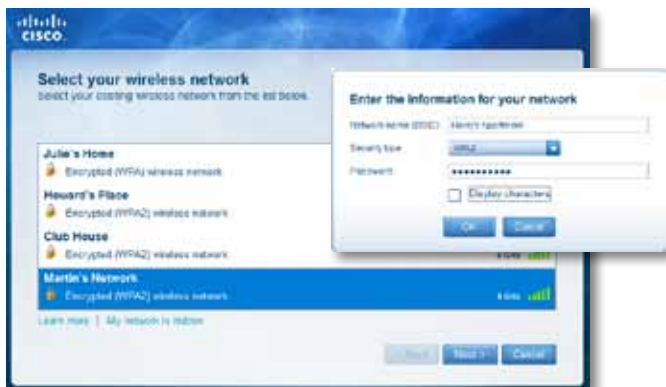 CISCO
Select your wireless network
Select your existing wireless network from the list below.
Julie's Home
Encrypted (WPA) wireless network
Howard's Place
Encrypted (WPA2) wireless network
Club House
Encrypted (WPA2) wireless network
Martin's Network
Encrypted (WPA2) wireless network
Learn more | My network is hidden
Next > Cancel
Enter the information for your network
Network name (SSID)
Security type WPA2
Password
Display characters
OK Cancel